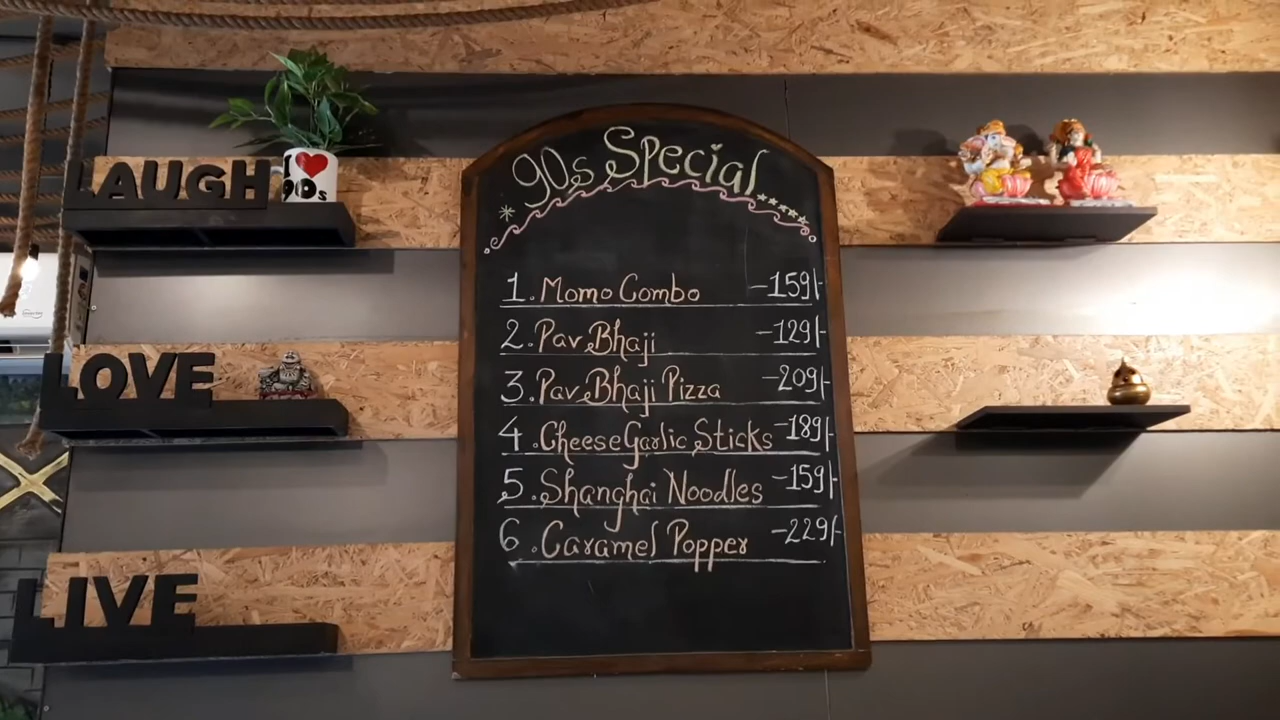 90s Special
1. Momo Combo -159/-
2. Pav Bhaji -129/-
3. Pav Bhaji Pizza -209/-
4. Cheese Garlic Sticks -189/-
5. Shanghai Noodles -159/-
6. Caramel Popper -229/-
LAUGH
I ♥
90s
LOVE
LIVE